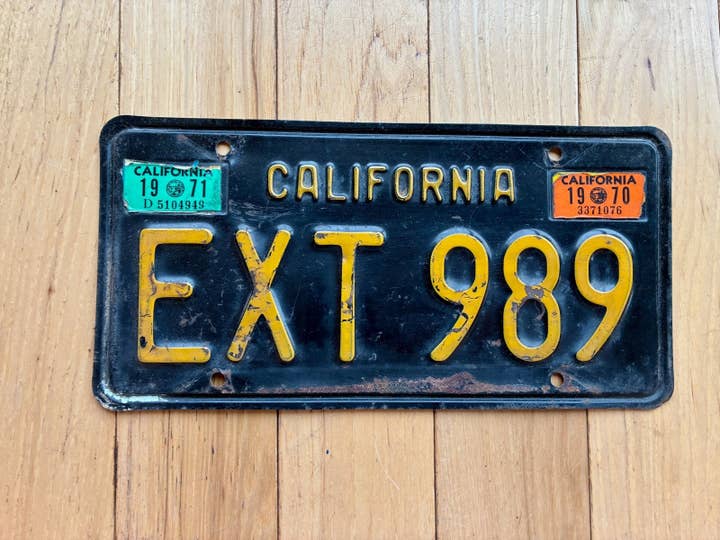 CALIFORNIA
19 71
D 5104949
CALIFORNIA
CALIFORNIA
19 70
3371076
EXT 989